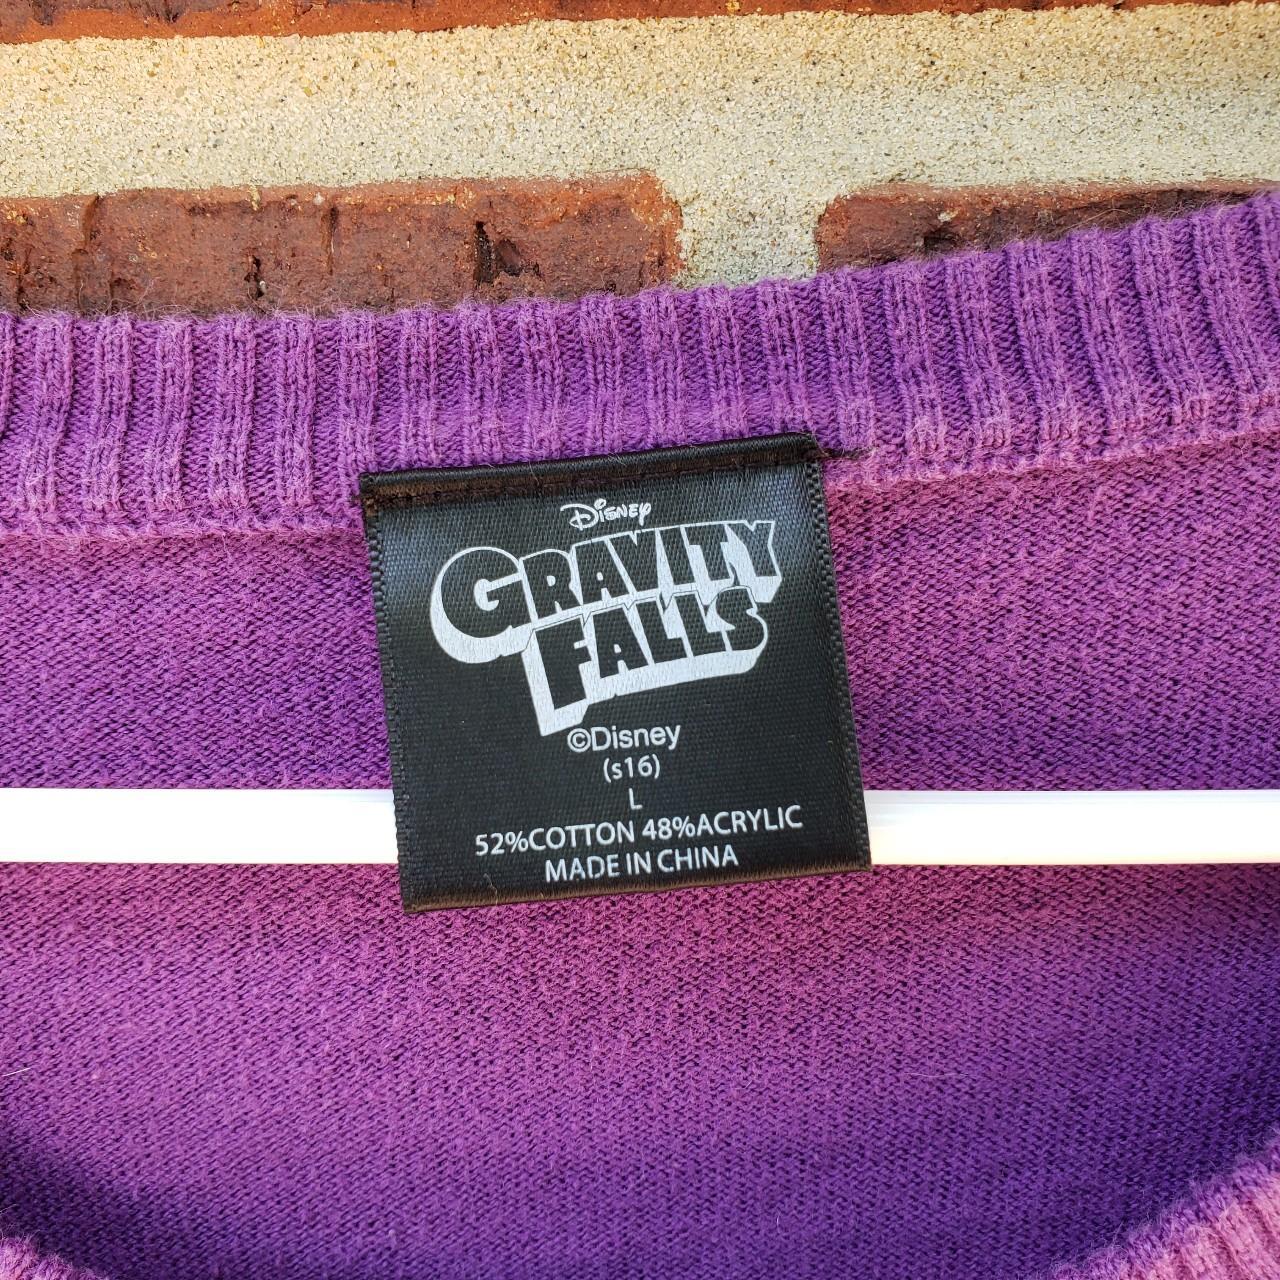 Disney
GRAVITY
FALLS
©Disney
(s16)
L
52%COTTON 48%ACRYLIC
MADE IN CHINA